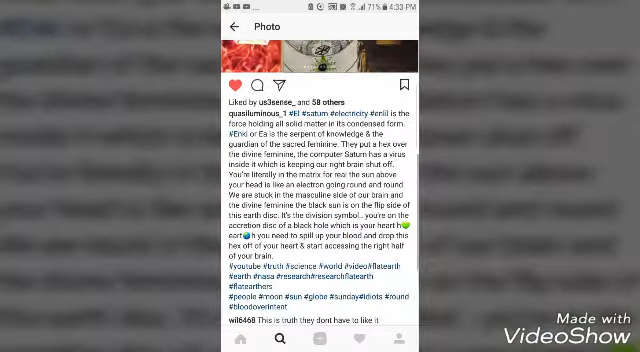 ... 71% 4:33 PM
Photo
Liked by us3sense_ and 58 others
quasiluminous_1 #El #saturn #electricity #enlil is the
force holding all solid matter in its condensed form.
#Enki or Ea is the serpent of knowledge & the
guardian of the sacred feminine. They put a hex over
the divine feminine, the computer Saturn has a virus
inside it which is keeping our right brain shut off.
You're literally in the matrix for real the sun above
your head is like an electron going round and round
We are stuck in the masculine side of our brain and
the divine feminine the black sun is on the flip side of
this earth disc. It's the division symbol.. you're on the
accretion disc of a black hole which is your heart h💚
eart🌏h you need to spill up your blood and drop this
hex off of your heart & start accessing the right half
of your brain.
#youtube #truth #science #world #video#flatearth
#earth #nasa #research#researchflatearth
#flatearthers
#people #moon #sun #globe #sunday#idiots #round
#bloodoverintent
wil6468 This is truth they dont have to like it
Made with
VideoShow